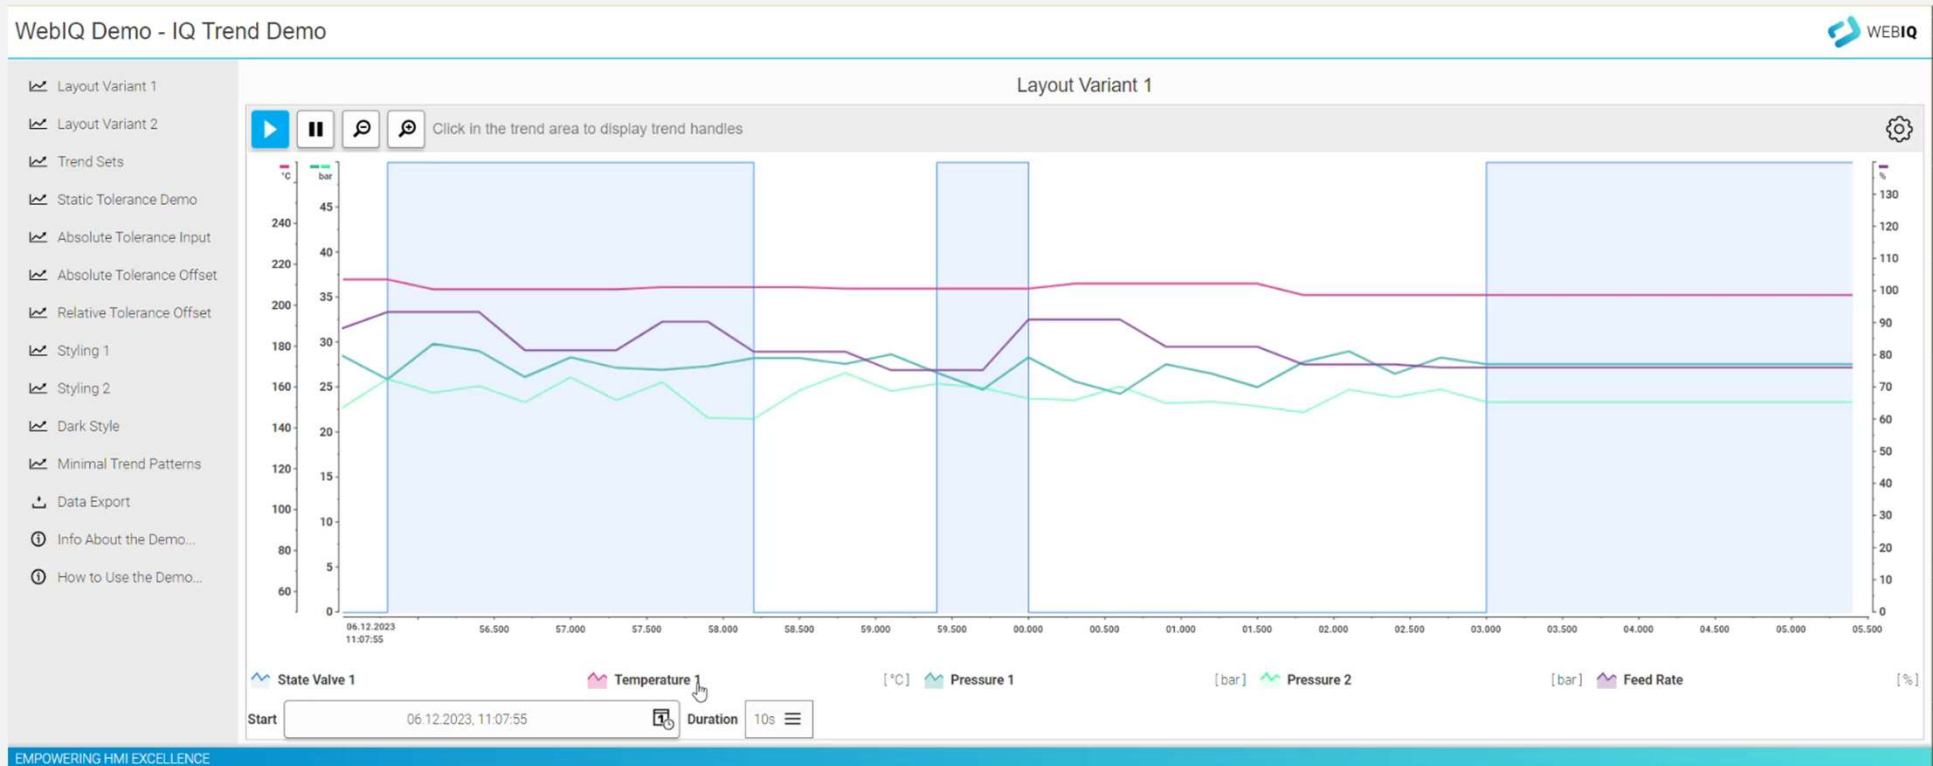 WebIQ Demo - IQ Trend Demo
WEBIQ
Layout Variant 1
Layout Variant 2
Trend Sets
Static Tolerance Demo
Absolute Tolerance Input
Absolute Tolerance Offset
Relative Tolerance Offset
Styling 1
Styling 2
Dark Style
Minimal Trend Patterns
Data Export
Info About the Demo...
How to Use the Demo...
Layout Variant 1
Click in the trend area to display trend handles
°C
240
220
200
180
160
140
120
100
80
60
bar
45
40
35
30
25
20
15
10
5
0
%
130
120
110
100
90
80
70
60
50
40
30
20
10
0
06.12.2023
11:07:55
56.500 57.000 57.500 58.000 58.500 59.000 59.500 00.000 00.500 01.000 01.500 02.000 02.500 03.000 03.500 04.000 04.500 05.000 05.500
State Valve 1 Temperature 1 [°C] Pressure 1 [bar] Pressure 2 [bar] Feed Rate [%]
Start 06.12.2023, 11:07:55 Duration 10s
EMPOWERING HMI EXCELLENCE